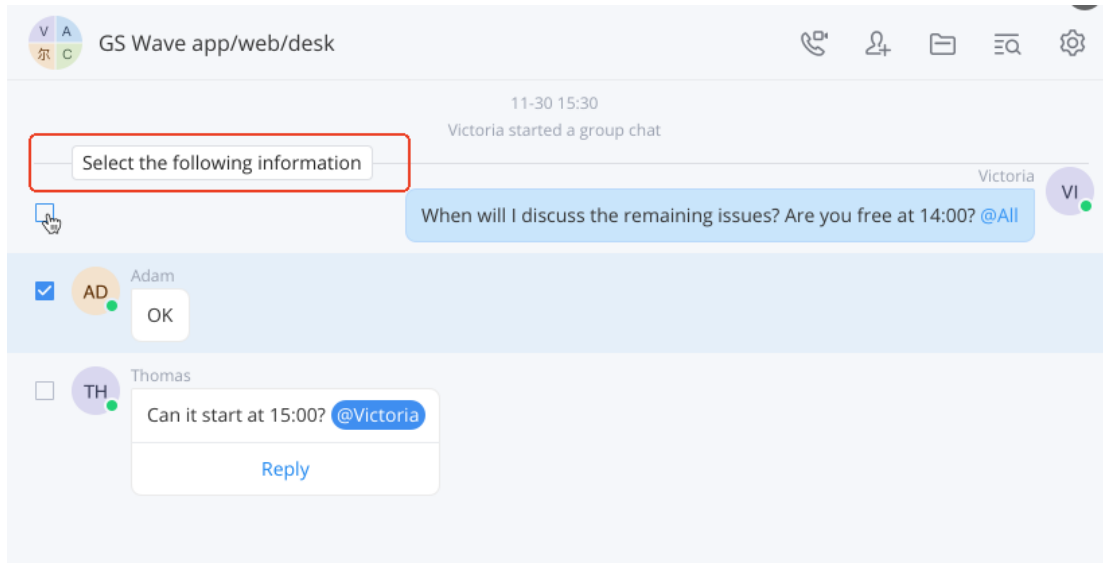 V A
尔 C
GS Wave app/web/desk
11-30 15:30
Victoria started a group chat
Select the following information
Victoria
VI
When will I discuss the remaining issues? Are you free at 14:00? @All
Adam
AD
OK
Thomas
TH
Can it start at 15:00? @Victoria
Reply